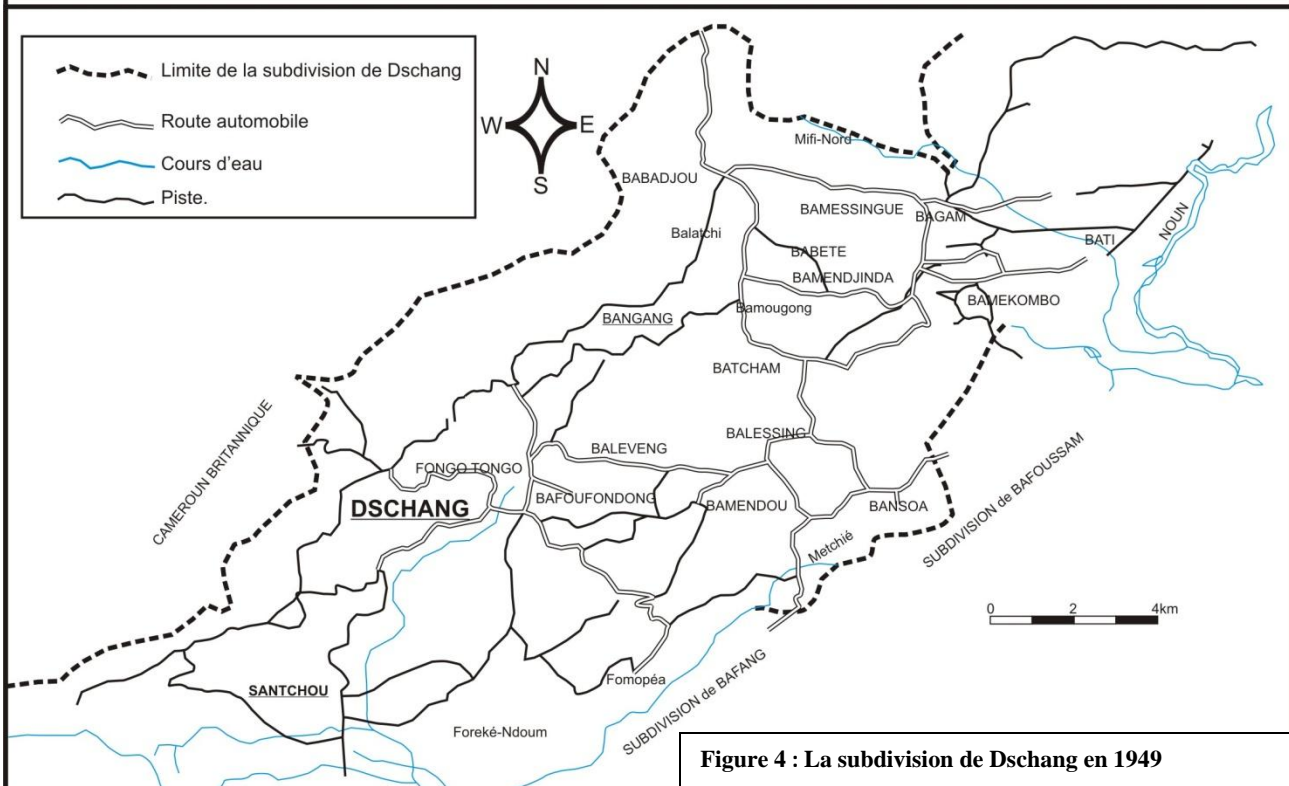 Limite de la subdivision de Dschang
Route automobile
Cours d'eau
Piste.
N
W
E
S
Mifi-Nord
BABADJOU
BAMESSINGUE
BAGAM
Balatchi
BABETE
BATI
NOUN
BAMENDJINDA
BAMEKOMBO
Bamougong
BANGANG
BATCHAM
CAMEROUN BRITANNIQUE
BALESSING
BALEVENG
FONGO TONGO
DSCHANG
BAFOUFONDONG
BAMENDOU
BANSOA
SUBDIVISION de BAFOUSSAM
Metchié
0 2 4km
SANTCHOU
Fomopéa
SUBDIVISION de BAFANG
Foreké-Ndoum
Figure 4 : La subdivision de Dschang en 1949